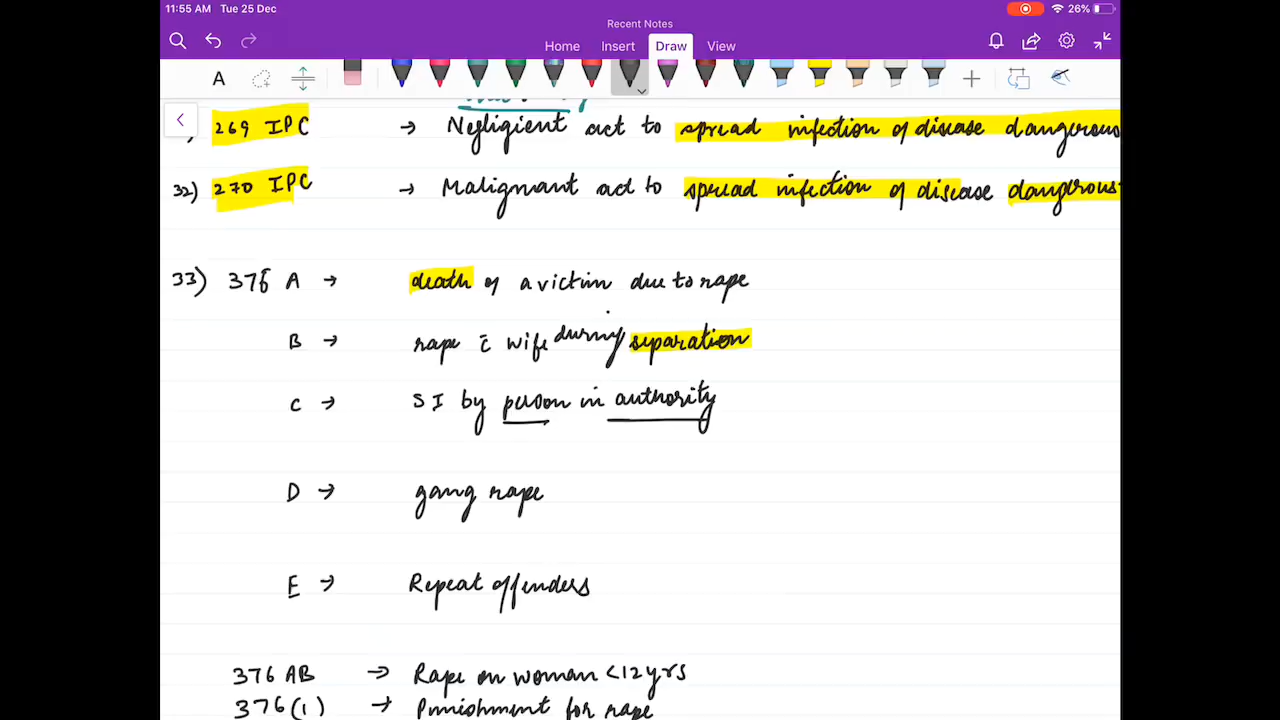 11:55 AM Tue 25 Dec
26%
Recent Notes
Home Insert Draw View
A
269 IPC → Negligient act to spread infection of disease dangerous
32) 270 IPC → Malignant act to spread infection of disease dangerous
33) 376 A → death of a victim due to rape
B → rape c̄ wife during separation
C → SI by person in authority
D → gang rape
E → Repeat offenders
376 AB → Rape on woman <12yrs
376(1) → Punishment for rape